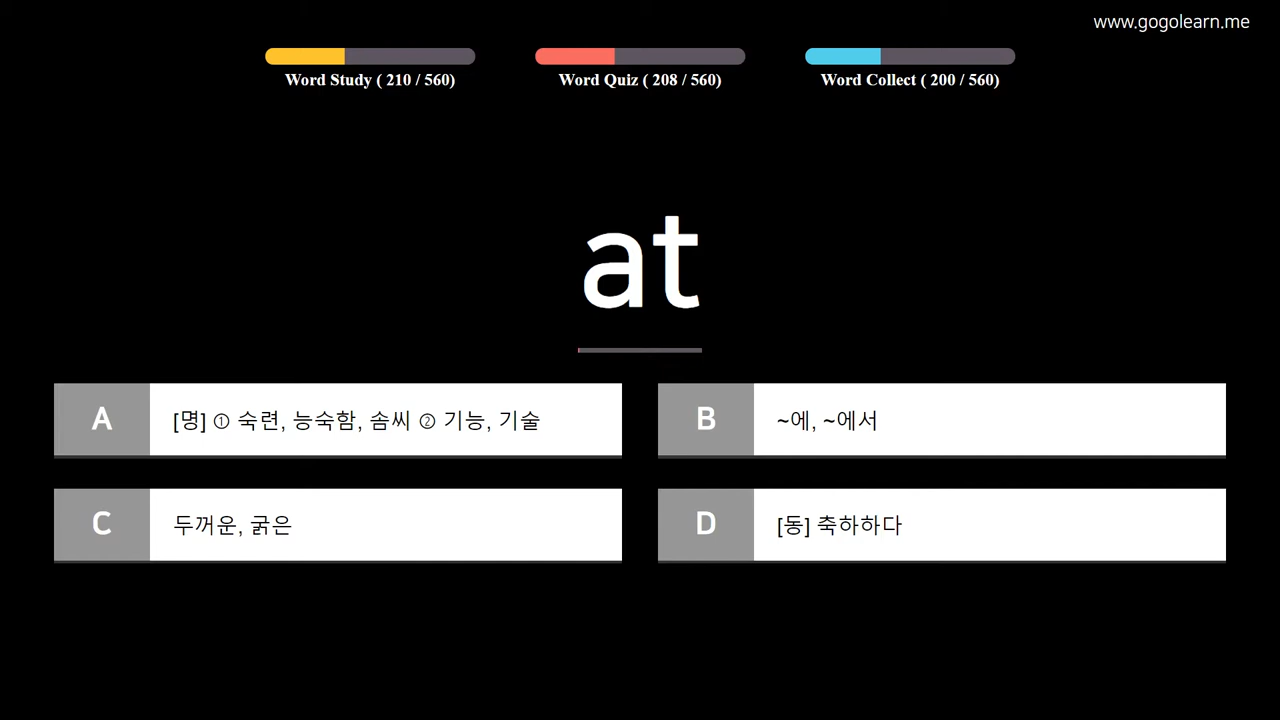 www.gogolearn.me
Word Study ( 210 / 560)
Word Quiz ( 208 / 560)
Word Collect ( 200 / 560)
at
A
[명] ① 숙련, 능숙함, 솜씨 ② 기능, 기술
B
~에, ~에서
C
두꺼운, 굵은
D
[동] 축하하다